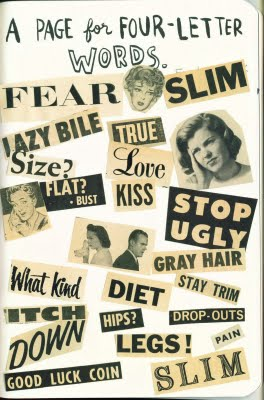 A PAGE for FOUR-LETTER
WORDS.
FEAR
SLIM
LAZY BILE
TRUE
Size?
Love
FLAT?
• BUST
KISS
STOP
UGLY
GRAY HAIR
What kind
DIET
STAY TRIM
ITCH
HIPS?
DROP-OUTS
DOWN
LEGS!
PAIN
GOOD LUCK COIN
SLIM